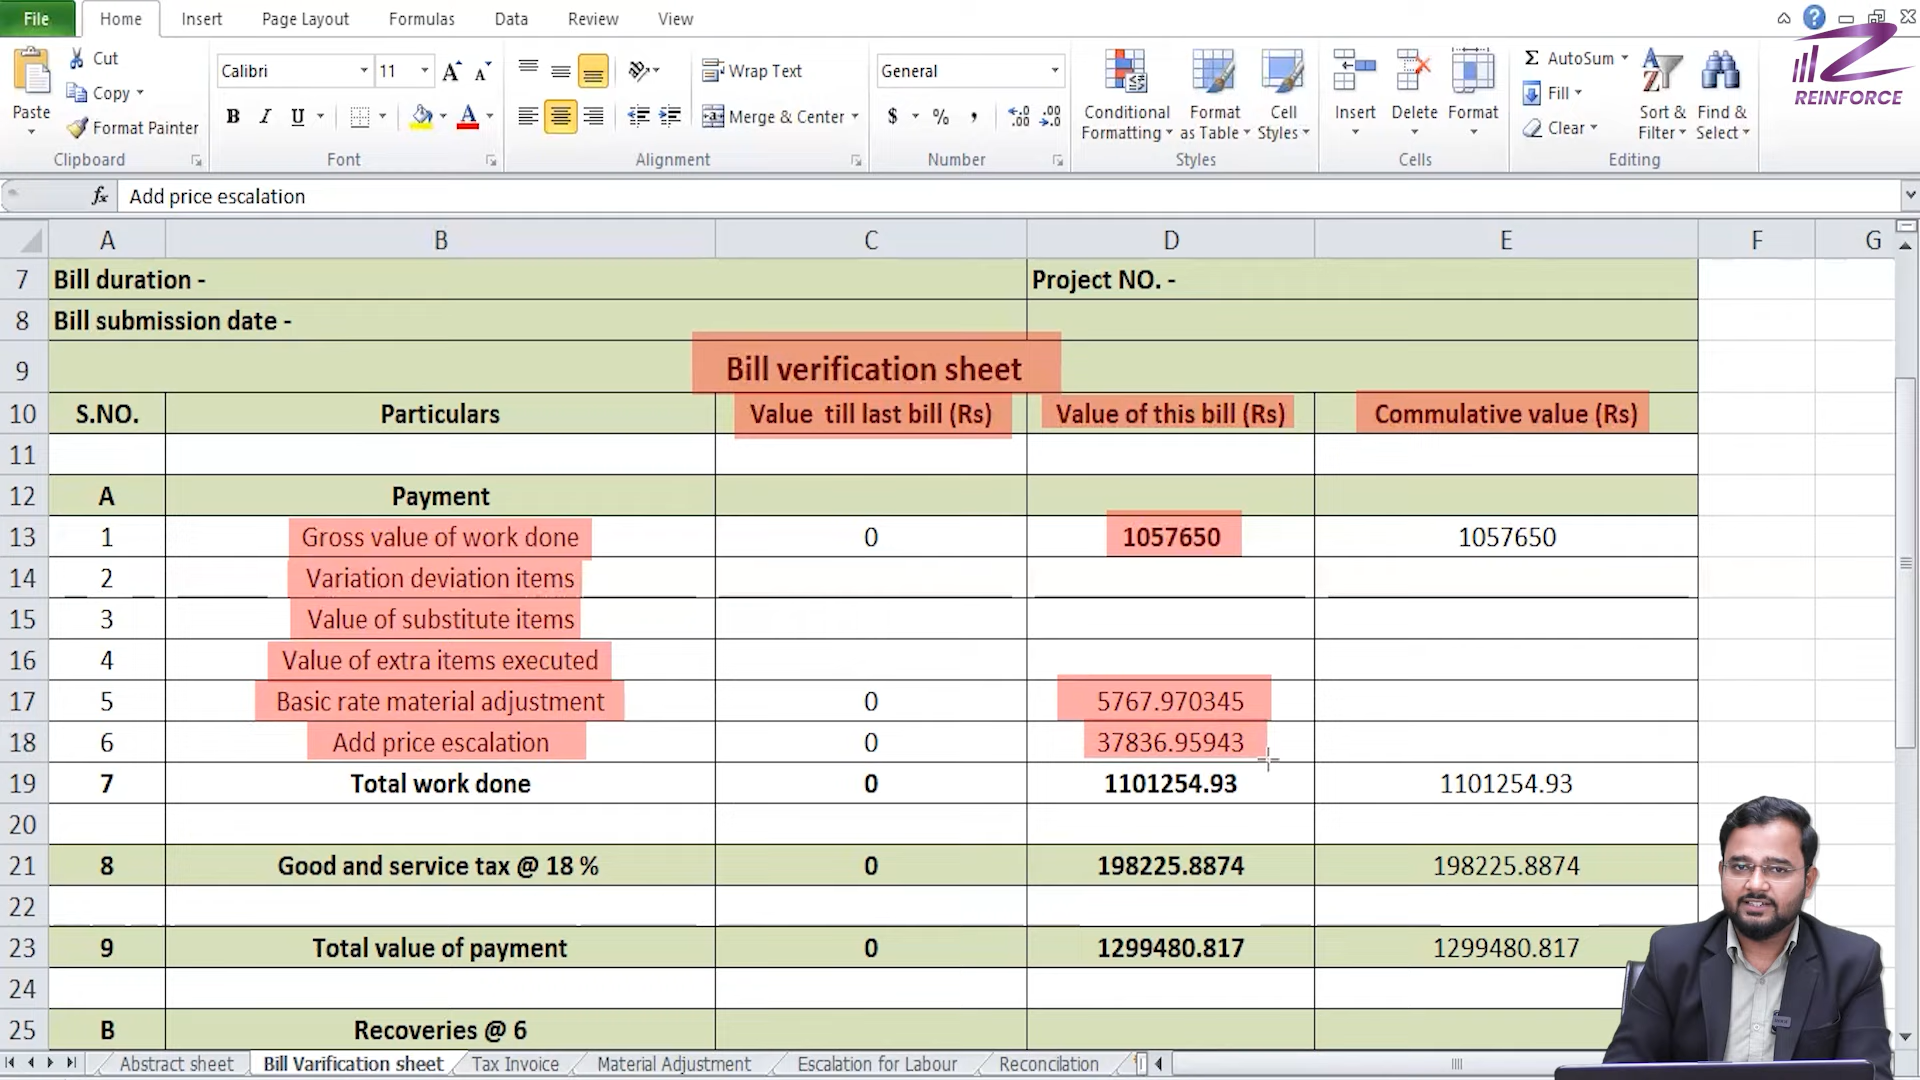 File Home Insert Page Layout Formulas Data Review View
Cut
Copy
Format Painter
Paste
Clipboard
Calibri 11
B I U
Font
Wrap Text
Merge & Center
Alignment
General
$ % ,
Number
Conditional Formatting
Format as Table
Cell Styles
Styles
Insert Delete Format
Cells
Σ AutoSum
Fill
Clear
Sort & Filter
Find & Select
Editing
REINFORCE
fx Add price escalation
A B C D E F G
7 Bill duration - Project NO. -
8 Bill submission date -
9 Bill verification sheet
10 S.NO. Particulars Value till last bill (Rs) Value of this bill (Rs) Commulative value (Rs)
11
12 A Payment
13 1 Gross value of work done 0 1057650 1057650
14 2 Variation deviation items
15 3 Value of substitute items
16 4 Value of extra items executed
17 5 Basic rate material adjustment 0 5767.970345
18 6 Add price escalation 0 37836.95943
19 7 Total work done 0 1101254.93 1101254.93
20
21 8 Good and service tax @ 18 % 0 198225.8874 198225.8874
22
23 9 Total value of payment 0 1299480.817 1299480.817
24
25 B Recoveries @ 6
Abstract sheet Bill Varification sheet Tax Invoice Material Adjustment Escalation for Labour Reconcilation